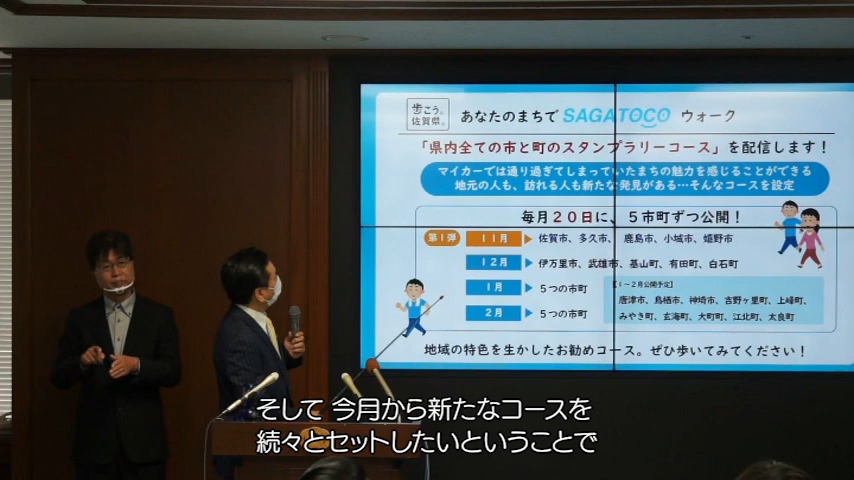 歩こう。
佐賀県。
あなたのまちで SAGATOCO ウォーク
「県内全ての市と町のスタンプラリーコース」を配信します！
マイカーでは通り過ぎてしまっていたまちの魅力を感じることができる
地元の人も、訪れる人も新たな発見がある…そんなコースを設定
毎月２０日に、５市町ずつ公開！
第１弾 １１月 佐賀市、多久市、鹿島市、小城市、嬉野市
１２月 伊万里市、武雄市、基山町、有田町、白石町
１月 ５つの市町
２月 ５つの市町
【１～２月公開予定】
唐津市、鳥栖市、神埼市、吉野ヶ里町、上峰町、
みやき町、玄海町、大町町、江北町、太良町
地域の特色を生かしたお勧めコース。ぜひ歩いてみてください！
そして 今月から新たなコースを
続々とセットしたいということで